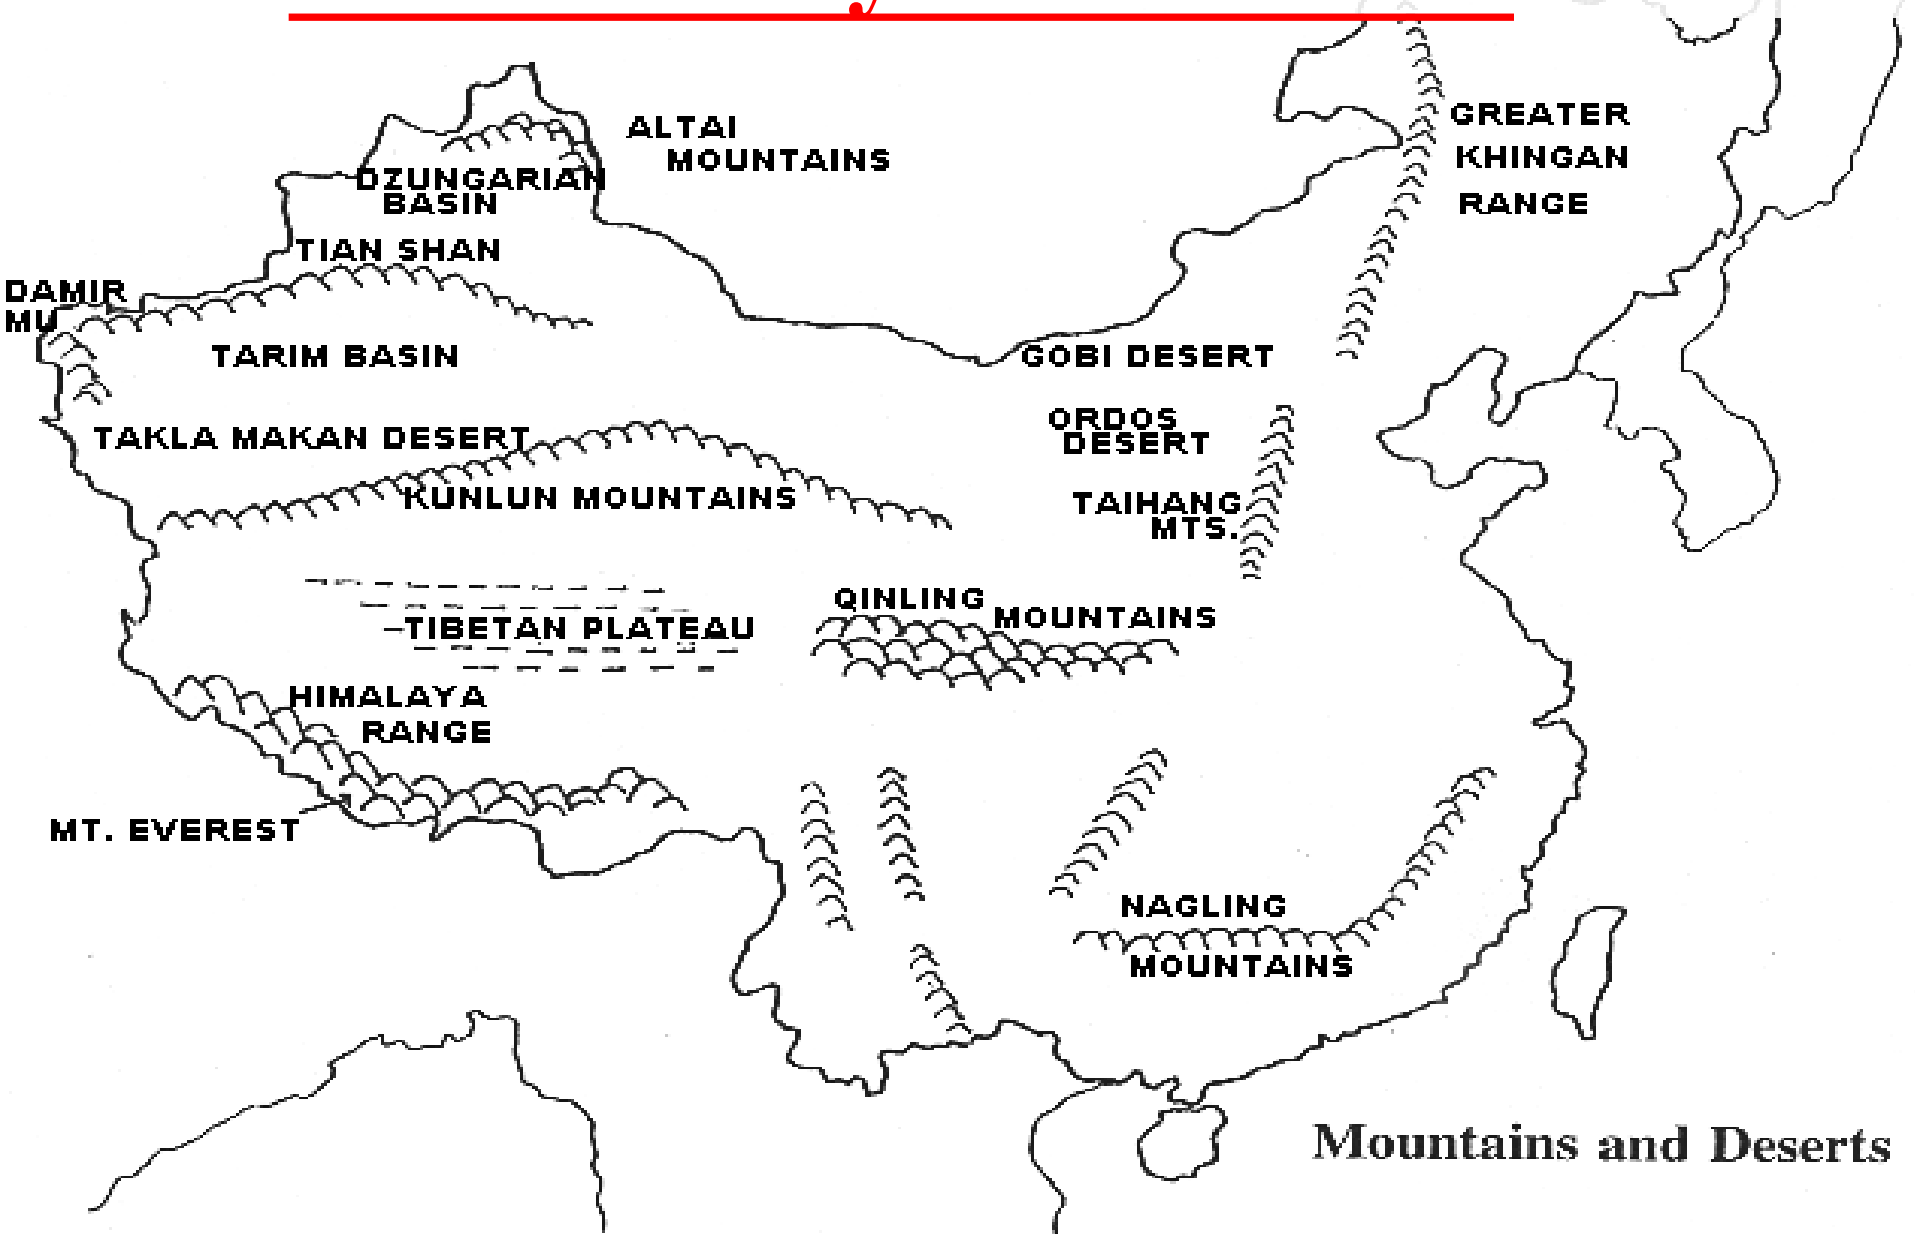 ALTAI
MOUNTAINS
GREATER
KHINGAN
RANGE
DZUNGARIAN
BASIN
TIAN SHAN
DAMIR
MU
TARIM BASIN
GOBI DESERT
TAKLA MAKAN DESERT
ORDOS
DESERT
KUNLUN MOUNTAINS
TAIHANG
MTS.
QINLING
MOUNTAINS
TIBETAN PLATEAU
HIMALAYA
RANGE
MT. EVEREST
NAGLING
MOUNTAINS
Mountains and Deserts